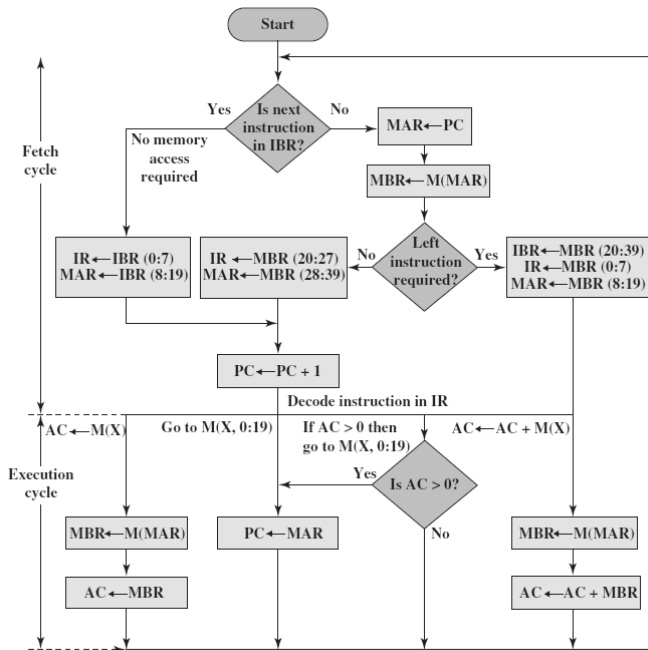 Start
Is next
instruction
in IBR?
Yes
No
No memory
access
required
MAR←PC
MBR←M(MAR)
Fetch
cycle
Left
instruction
required?
No
Yes
IR←IBR (0:7)
MAR←IBR (8:19)
IR←MBR (20:27)
MAR←MBR (28:39)
IBR←MBR (20:39)
IR←MBR (0:7)
MAR←MBR (8:19)
PC←PC + 1
Decode instruction in IR
AC←M(X)
Go to M(X, 0:19)
If AC > 0 then
go to M(X, 0:19)
AC←AC + M(X)
Execution
cycle
Yes
Is AC > 0?
No
MBR←M(MAR)
PC←MAR
MBR←M(MAR)
AC←MBR
AC←AC + MBR